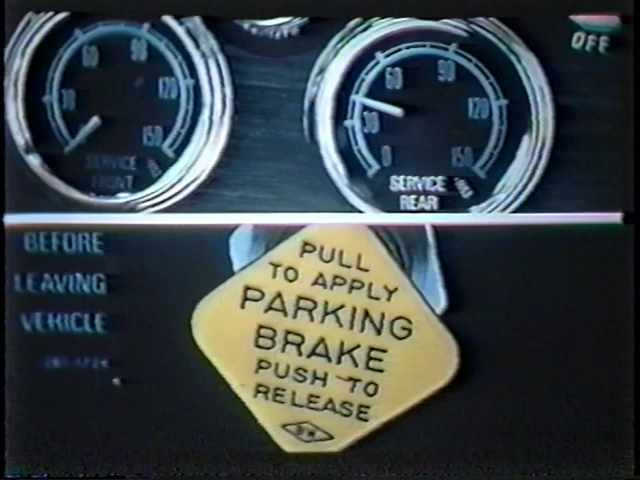 60
90
30
120
150
SERVICE
FRONT
60
90
30
120
0
150
SERVICE
REAR
OFF
BEFORE
LEAVING
VEHICLE
PULL
TO APPLY
PARKING
BRAKE
PUSH TO
RELEASE